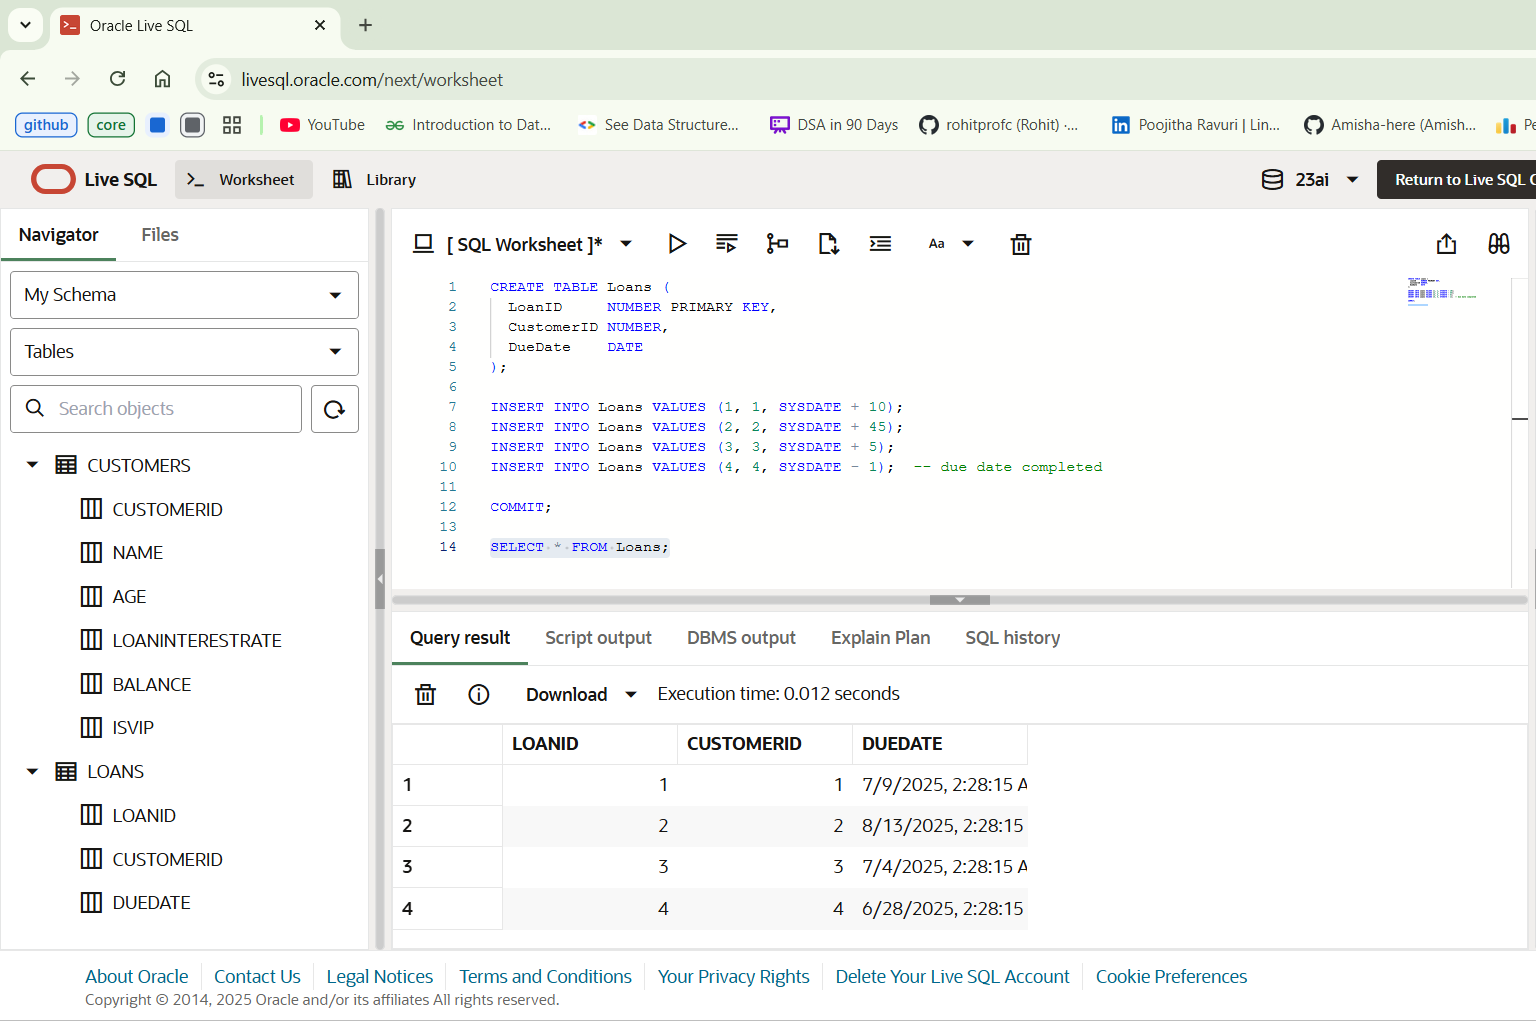 Oracle Live SQL
livesql.oracle.com/next/worksheet
github core YouTube Introduction to Dat... See Data Structure... DSA in 90 Days rohitprofc (Rohit) ·... Poojitha Ravuri | Lin... Amisha-here (Amish... Pe
Live SQL Worksheet Library 23ai Return to Live SQL C
Navigator Files
My Schema
Tables
Search objects
CUSTOMERS
CUSTOMERID
NAME
AGE
LOANINTERESTRATE
BALANCE
ISVIP
LOANS
LOANID
CUSTOMERID
DUEDATE
[ SQL Worksheet ]* Aa
1 CREATE TABLE Loans (
2 LoanID NUMBER PRIMARY KEY,
3 CustomerID NUMBER,
4 DueDate DATE
5 );
6
7 INSERT INTO Loans VALUES (1, 1, SYSDATE + 10);
8 INSERT INTO Loans VALUES (2, 2, SYSDATE + 45);
9 INSERT INTO Loans VALUES (3, 3, SYSDATE + 5);
10 INSERT INTO Loans VALUES (4, 4, SYSDATE - 1); -- due date completed
11
12 COMMIT;
13
14 SELECT * FROM Loans;
Query result Script output DBMS output Explain Plan SQL history
Download Execution time: 0.012 seconds
LOANID CUSTOMERID DUEDATE
1 1 1 7/9/2025, 2:28:15 A
2 2 2 8/13/2025, 2:28:15
3 3 3 7/4/2025, 2:28:15 A
4 4 4 6/28/2025, 2:28:15
About Oracle Contact Us Legal Notices Terms and Conditions Your Privacy Rights Delete Your Live SQL Account Cookie Preferences
Copyright © 2014, 2025 Oracle and/or its affiliates All rights reserved.